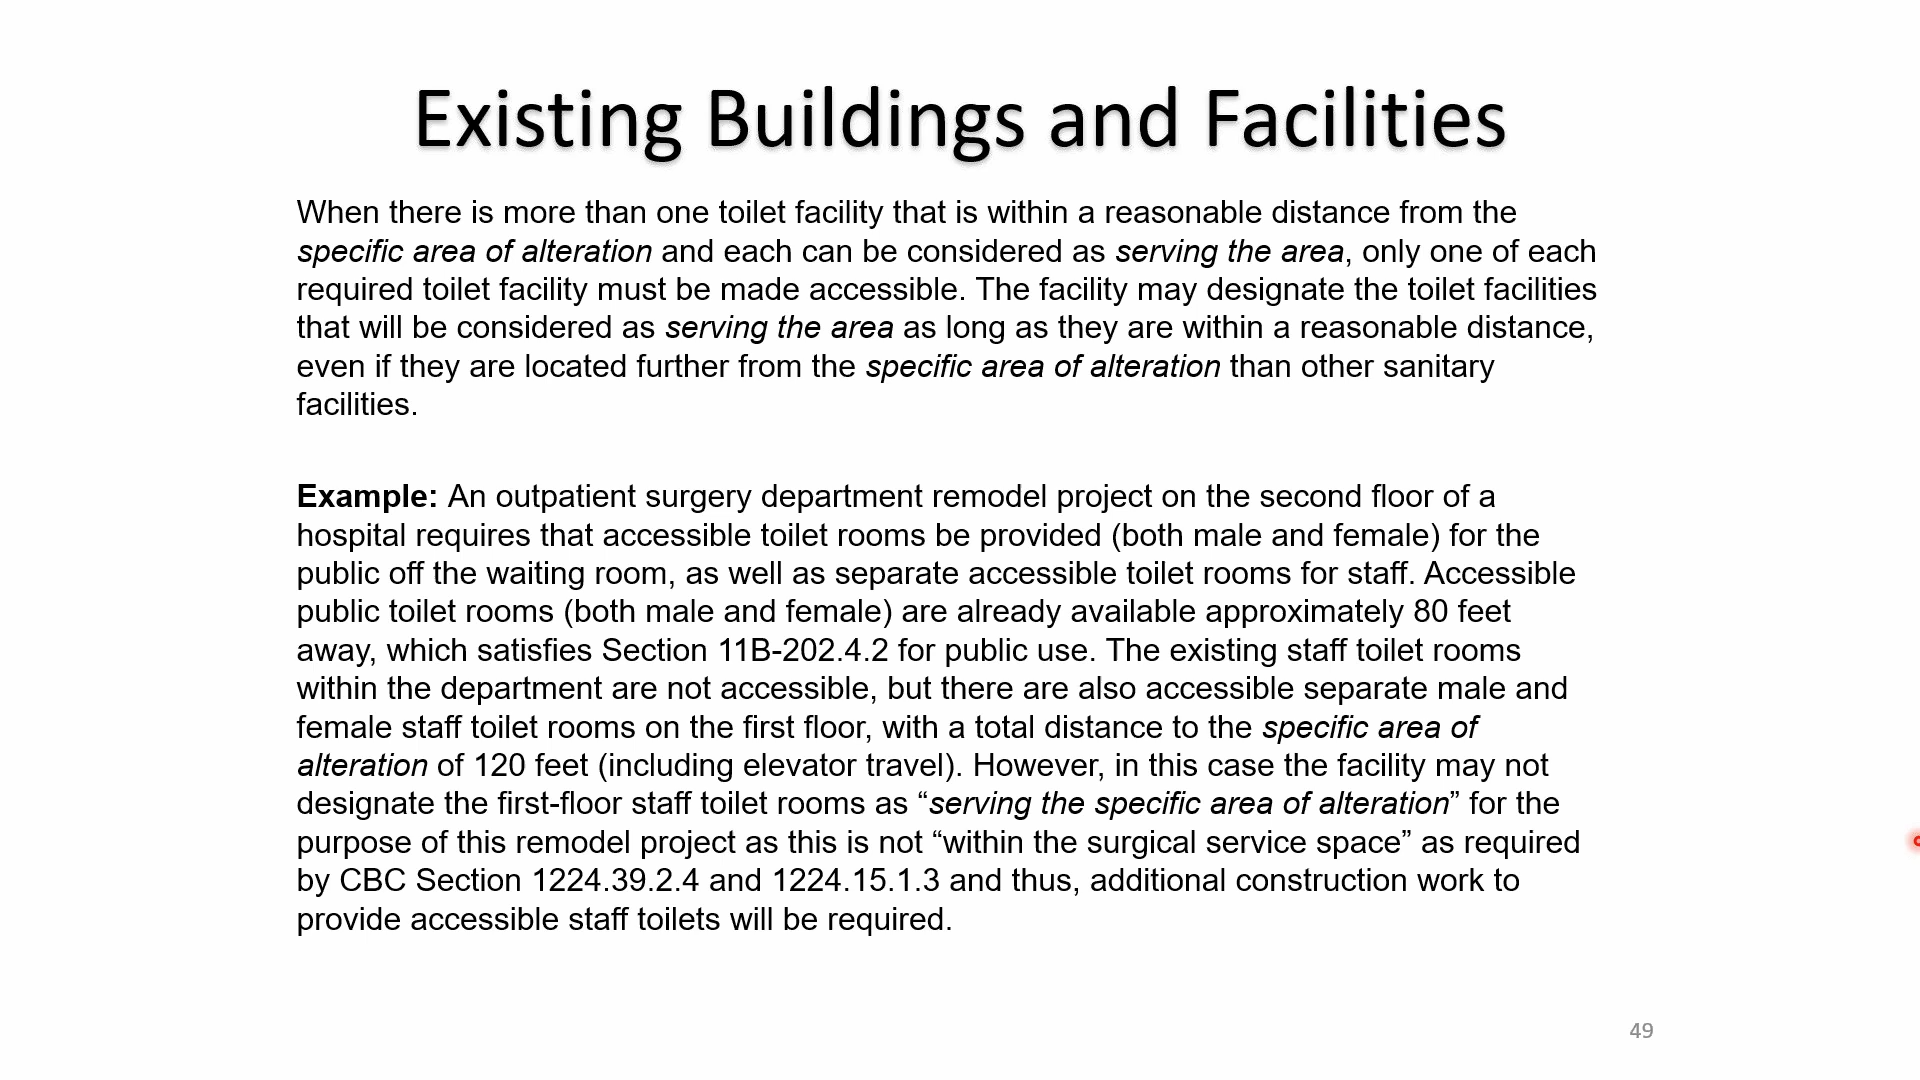 Existing Buildings and Facilities
When there is more than one toilet facility that is within a reasonable distance from the
specific area of alteration and each can be considered as serving the area, only one of each
required toilet facility must be made accessible. The facility may designate the toilet facilities
that will be considered as serving the area as long as they are within a reasonable distance,
even if they are located further from the specific area of alteration than other sanitary
facilities.
Example: An outpatient surgery department remodel project on the second floor of a
hospital requires that accessible toilet rooms be provided (both male and female) for the
public off the waiting room, as well as separate accessible toilet rooms for staff. Accessible
public toilet rooms (both male and female) are already available approximately 80 feet
away, which satisfies Section 11B-202.4.2 for public use. The existing staff toilet rooms
within the department are not accessible, but there are also accessible separate male and
female staff toilet rooms on the first floor, with a total distance to the specific area of
alteration of 120 feet (including elevator travel). However, in this case the facility may not
designate the first-floor staff toilet rooms as “serving the specific area of alteration” for the
purpose of this remodel project as this is not “within the surgical service space” as required
by CBC Section 1224.39.2.4 and 1224.15.1.3 and thus, additional construction work to
provide accessible staff toilets will be required.
49